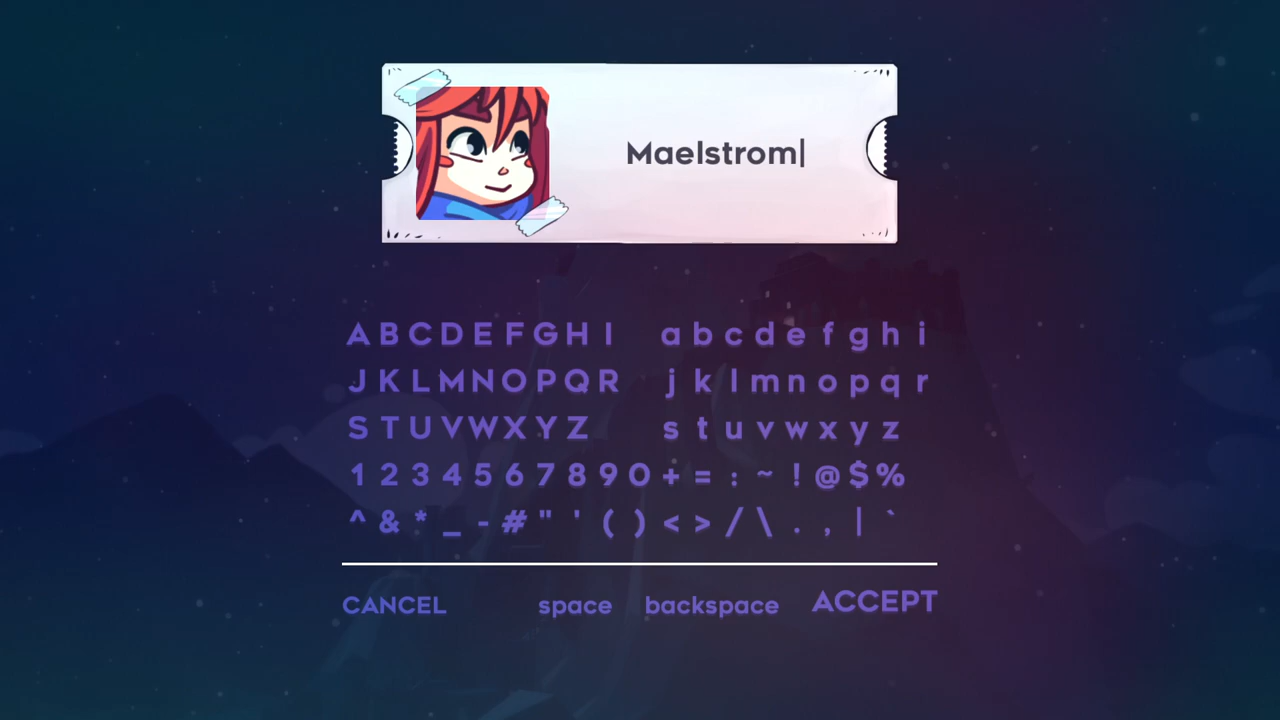 Maelstrom|
A B C D E F G H I a b c d e f g h i
J K L M N O P Q R j k l m n o p q r
S T U V W X Y Z s t u v w x y z
1 2 3 4 5 6 7 8 9 0 + = : ~ ! @ $ %
^ & * _ - # " ' ( ) < > / \ . , | `
CANCEL space backspace ACCEPT